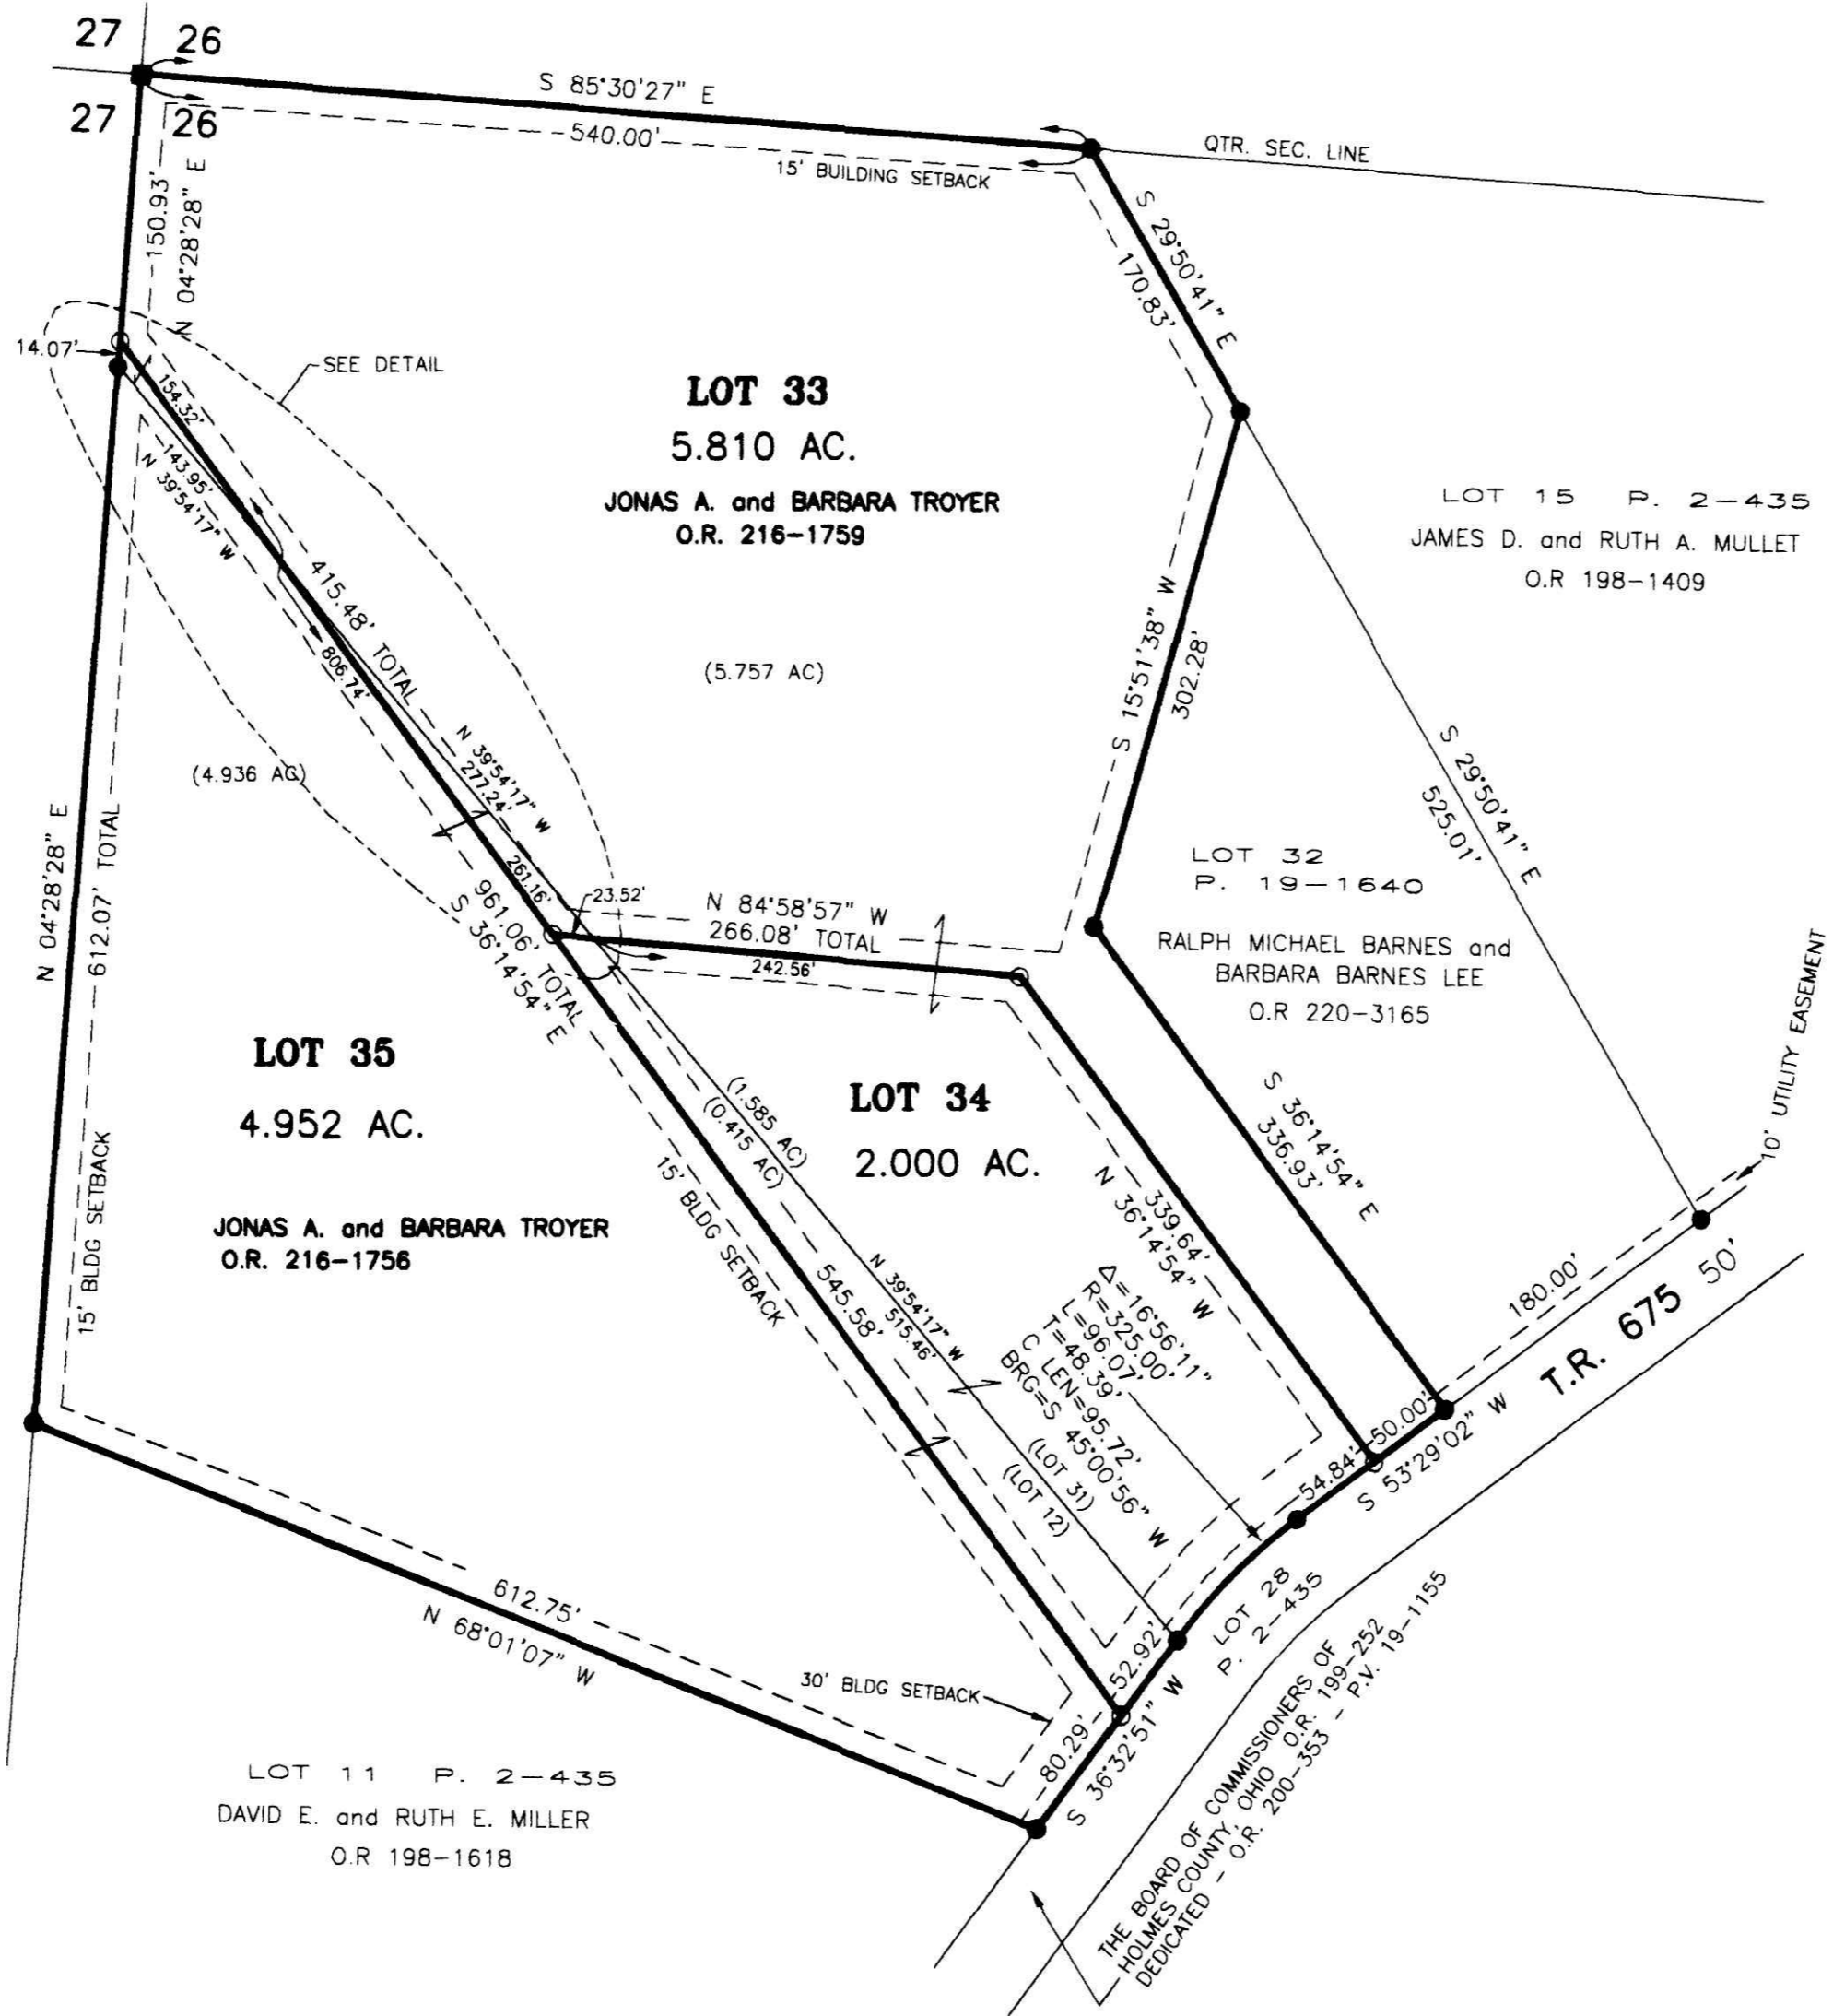 27 26
27 26
S 85°30'27" E
540.00'
15' BUILDING SETBACK
QTR. SEC. LINE
150.93'
N 04°28'28" E
14.07'
SEE DETAIL
S 29°50'41" E
170.83'
LOT 33
5.810 AC.
JONAS A. and BARBARA TROYER
O.R. 216-1759
(5.757 AC)
154.32'
143.95'
N 39°54'17" W
415.48' TOTAL
806.74'
N 39°54'17" W
277.24'
261.16'
S 15°51'38" W
302.28'
LOT 15 P. 2-435
JAMES D. and RUTH A. MULLET
O.R 198-1409
S 29°50'41" E
525.01'
(4.936 AC)
N 04°28'28" E
612.07' TOTAL
15' BLDG SETBACK
23.52'
N 84°58'57" W
266.08' TOTAL
242.56'
961.06' TOTAL
S 36°14'54" E
LOT 32
P. 19-1640
RALPH MICHAEL BARNES and
BARBARA BARNES LEE
O.R 220-3165
10' UTILITY EASEMENT
LOT 35
4.952 AC.
JONAS A. and BARBARA TROYER
O.R. 216-1756
15' BLDG SETBACK
(1.585 AC)
(0.415 AC)
LOT 34
2.000 AC.
339.64'
N 36°14'54" W
S 36°14'54" E
336.93'
545.58'
N 39°54'17" W
515.46'
Δ=16°56'11"
R=325.00'
L=96.07'
T=48.39'
C LEN=95.72'
BRG=S 45°00'56" W
(LOT 31)
(LOT 12)
180.00'
T.R. 675 50'
50.00'
54.84'
S 53°29'02" W
LOT 28
P. 2-435
52.92'
80.29'
S 36°32'51" W
612.75'
N 68°01'07" W
30' BLDG SETBACK
LOT 11 P. 2-435
DAVID E. and RUTH E. MILLER
O.R 198-1618
THE BOARD OF COMMISSIONERS OF
HOLMES COUNTY, OHIO O.R. 199-252
DEDICATED - O.R. 200-353 - P.V. 19-1155